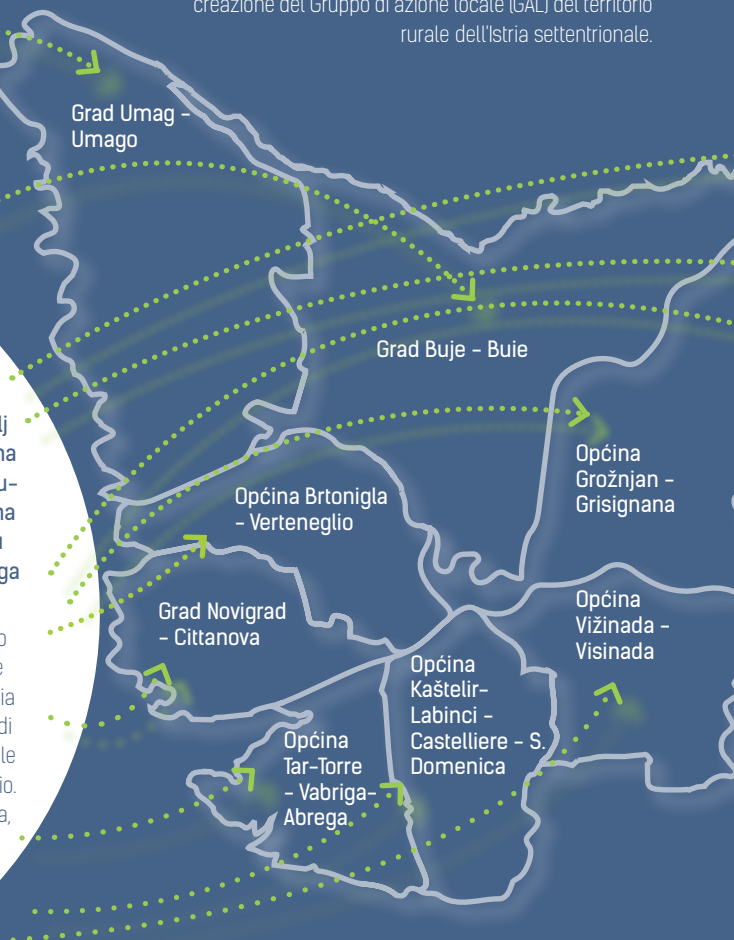 creazione del Gruppo di azione locale (GAL) del territorio
rurale dell'Istria settentrionale.
Grad Umag –
Umago
Grad Buje – Buie
Općina
Grožnjan –
Grisignana
Općina Brtonigla
– Verteneglio
Grad Novigrad
– Cittanova
Općina
Vižinada –
Visinada
Općina
Kaštelir–
Labinci –
Castelliere – S.
Domenica
Općina
Tar-Torre
– Vabriga–
Abrega
di
le